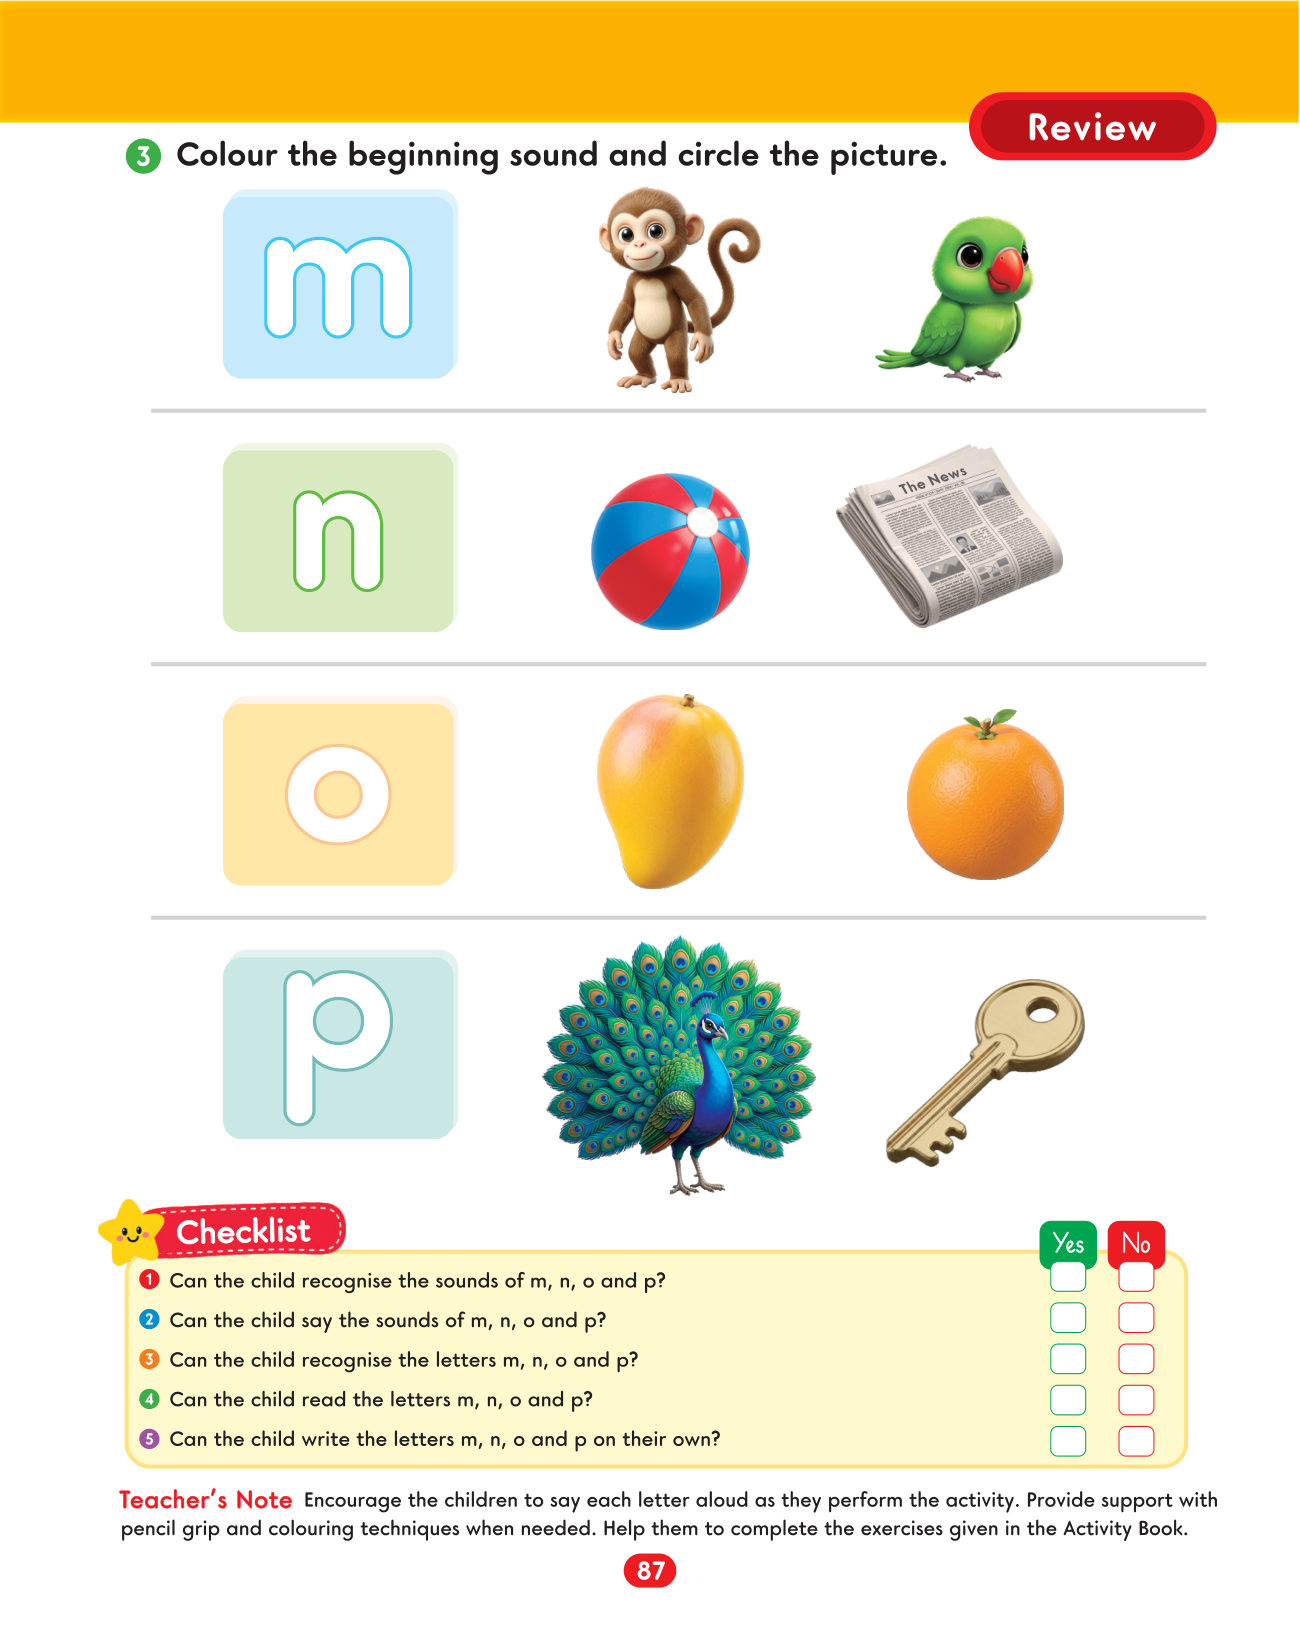 Review
3 Colour the beginning sound and circle the picture.
m
n
The News
o
p
Checklist
Yes No
1 Can the child recognise the sounds of m, n, o and p?
2 Can the child say the sounds of m, n, o and p?
3 Can the child recognise the letters m, n, o and p?
4 Can the child read the letters m, n, o and p?
5 Can the child write the letters m, n, o and p on their own?
Teacher's Note Encourage the children to say each letter aloud as they perform the activity. Provide support with
pencil grip and colouring techniques when needed. Help them to complete the exercises given in the Activity Book.
87